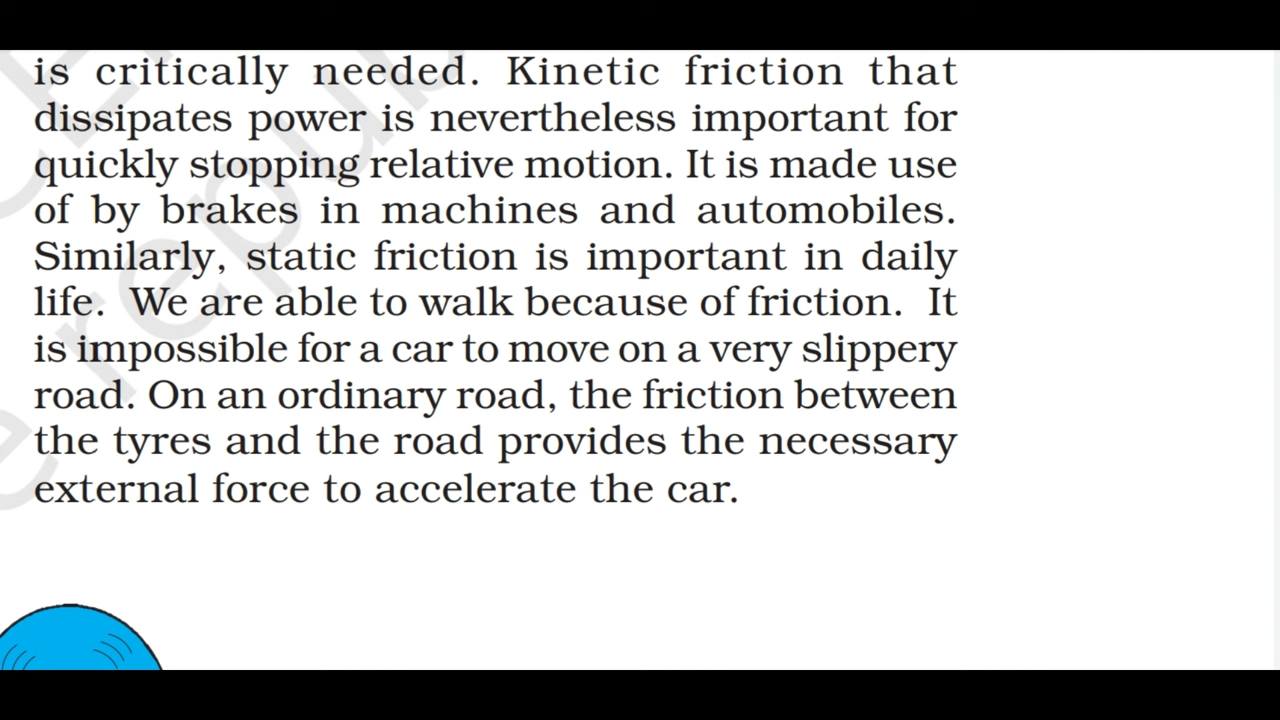 is critically needed. Kinetic friction that
dissipates power is nevertheless important for
quickly stopping relative motion. It is made use
of by brakes in machines and automobiles.
Similarly, static friction is important in daily
life. We are able to walk because of friction. It
is impossible for a car to move on a very slippery
road. On an ordinary road, the friction between
the tyres and the road provides the necessary
external force to accelerate the car.